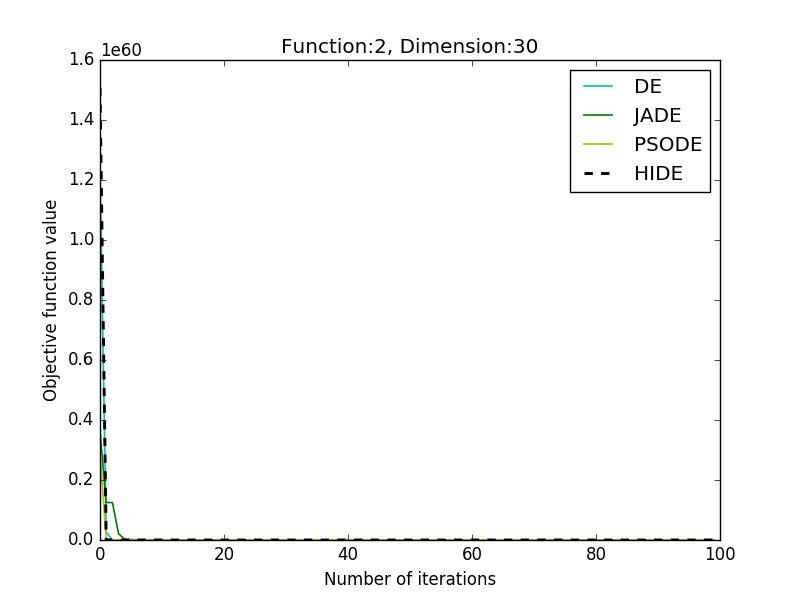 Function:2, Dimension:30
1e60
1.6
1.4
1.2
1.0
0.8
0.6
0.4
0.2
0.0
Objective function value
DE
JADE
PSODE
HIDE
0 20 40 60 80 100
Number of iterations